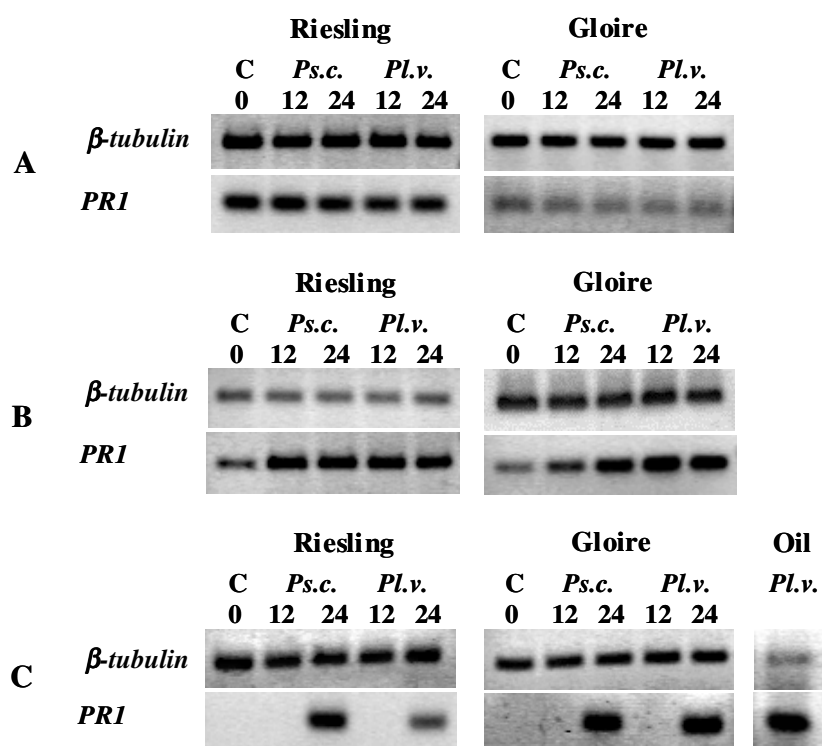 Riesling Gloire
C Ps.c. Pl.v. C Ps.c. Pl.v.
0 12 24 12 24 0 12 24 12 24
β-tubulin
A
PR1
Riesling Gloire
C Ps.c. Pl.v. C Ps.c. Pl.v.
0 12 24 12 24 0 12 24 12 24
β-tubulin
B
PR1
Riesling Gloire Oil
C Ps.c. Pl.v. C Ps.c. Pl.v. Pl.v.
0 12 24 12 24 0 12 24 12 24
β-tubulin
C
PR1